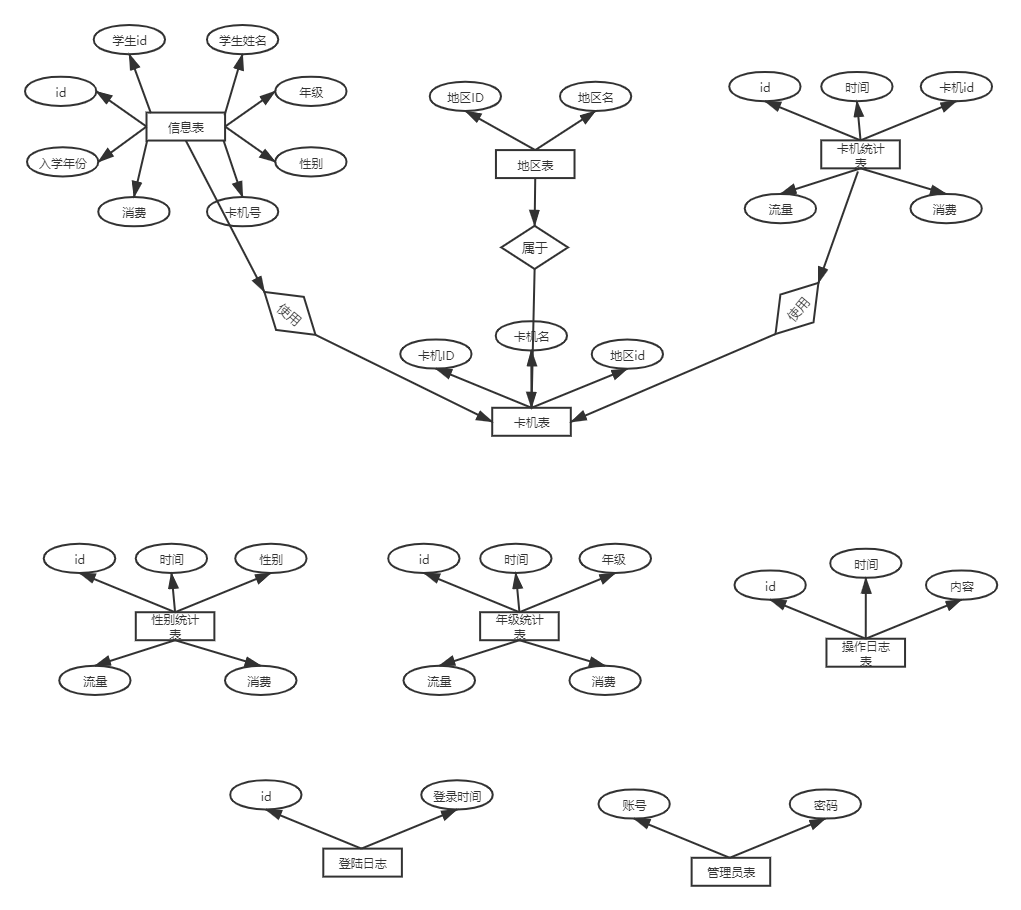 学生id
学生姓名
id
年级
信息表
入学年份
性别
消费
卡机号
地区ID
地区名
地区表
属于
id
时间
卡机id
卡机统计
表
流量
消费
使用
使用
卡机名
卡机ID
地区id
卡机表
id
时间
性别
性别统计
表
流量
消费
id
时间
年级
年级统计
表
流量
消费
时间
id
内容
操作日志
表
id
登录时间
登陆日志
账号
密码
管理员表